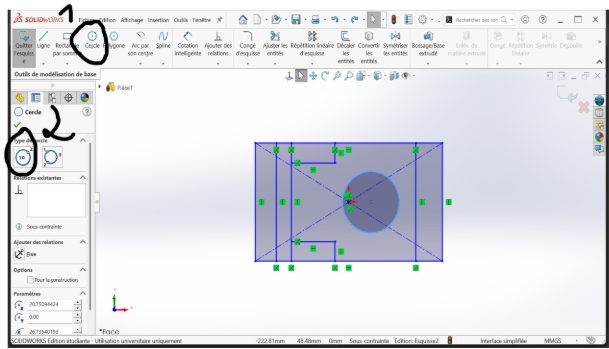 1
SOLIDWORKS Fichier Edition Affichage Insertion Outils Fenêtre
Rechercher des son
Quitter l'esquisse Ligne Rectangle par sommet Cercle Polygone Arc par son centre Spline Cotation intelligente Ajouter des relations Congé d'esquisse Ajuster les entités Répétition linéaire d'esquisse Décaler les entités Convertir les entités Symétriser les entités Bossage/Base extrudé Enlèv. de matière extrudé Congé Répétition linéaire Symétrie Dépouille
Outils de modélisation de base
Pièce1
Cercle
2
Type de cercle
Relations existantes
Sous-contrainte
Ajouter des relations
Fixe
Options
Pour la construction
Paramètres
20.75094424
0.00
26.73540193
*Face
SOLIDWORKS Edition étudiante - Utilisation universitaire uniquement
-222.81mm 48.48mm 0mm Sous-contrainte Edition: Esquisse2 Interface simplifiée MMGS